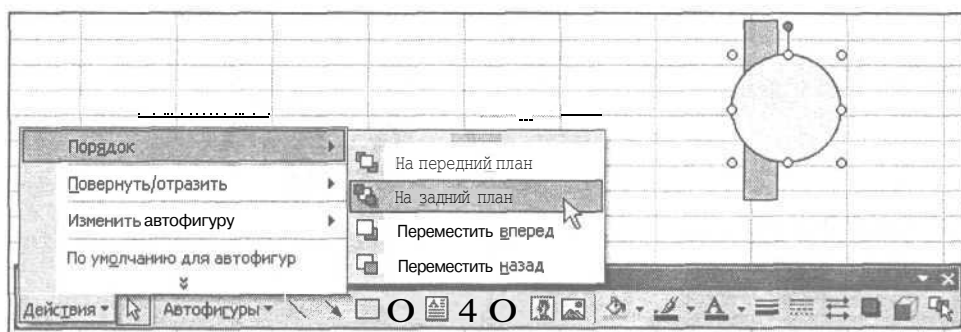 Порядок
На передний план
Повернуть/отразить
На задний план
Изменить автофигуру
Переместить вперед
По умолчанию для автофигур
Переместить назад
Действия Автофигуры О 4 О А